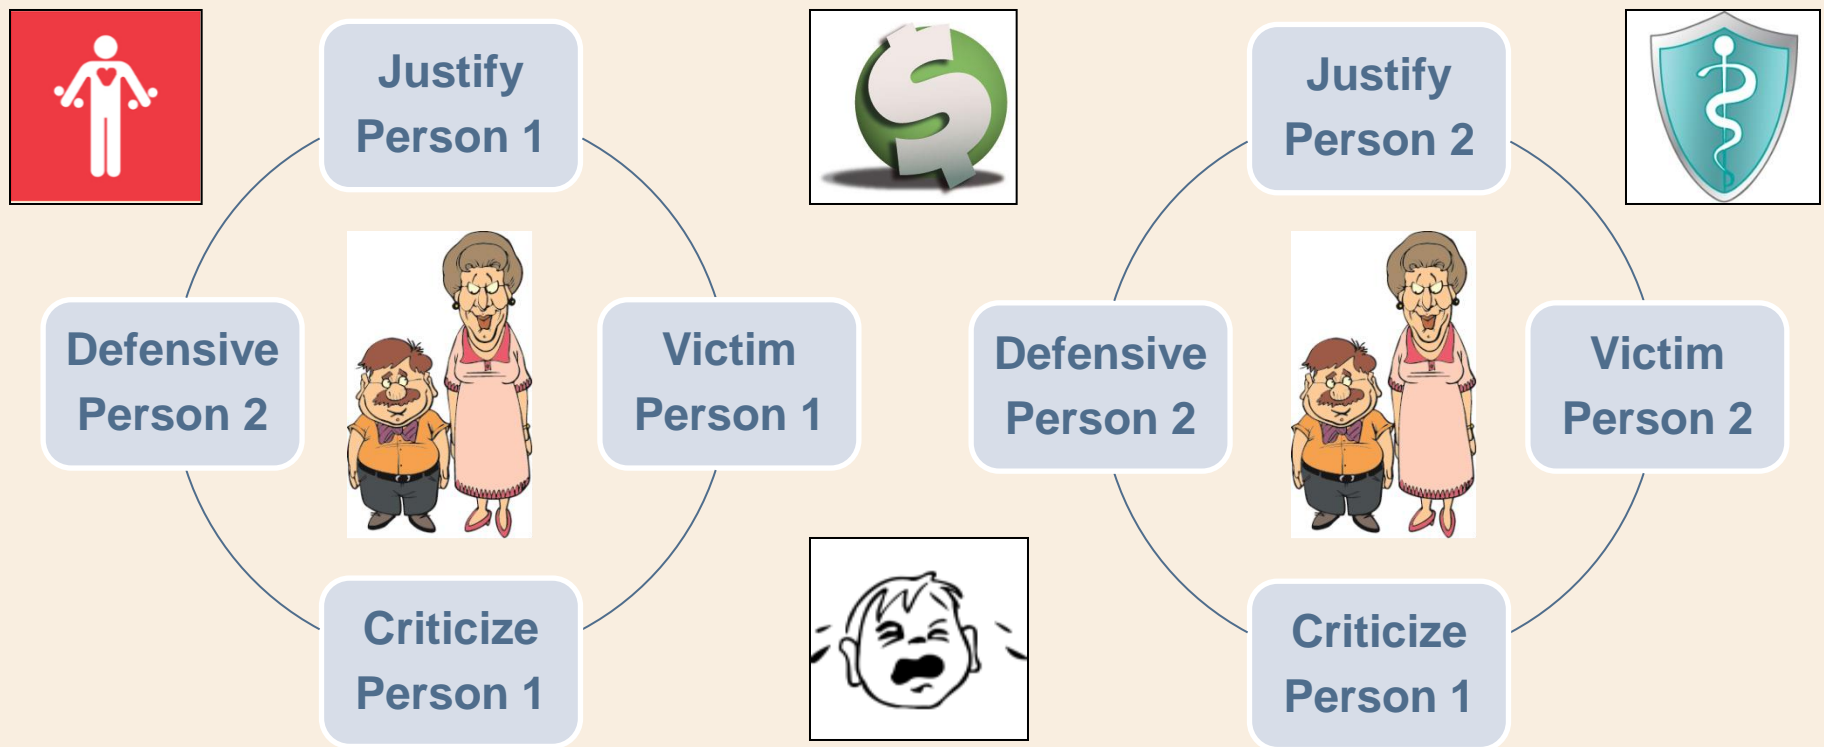 Justify
Person 1
Defensive
Person 2
Victim
Person 1
Criticize
Person 1
$
Justify
Person 2
Defensive
Person 2
Victim
Person 2
Criticize
Person 1